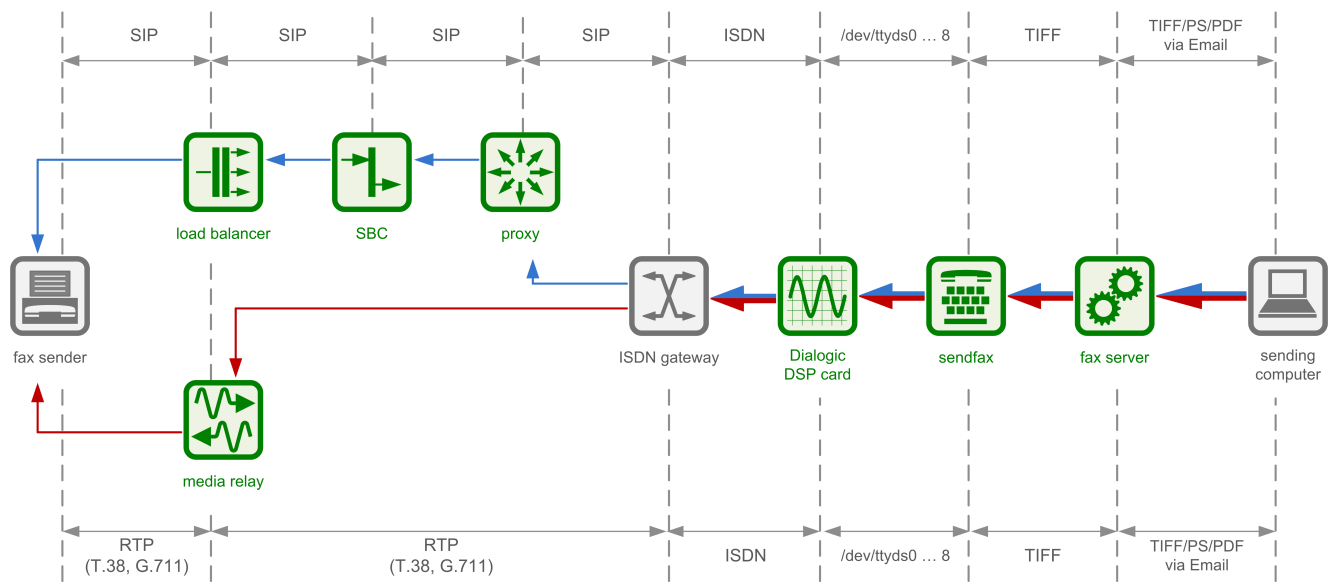 SIP
SIP
SIP
SIP
ISDN
/dev/ttyds0 … 8
TIFF
TIFF/PS/PDF
via Email
load balancer
SBC
proxy
fax sender
ISDN gateway
Dialogic
DSP card
sendfax
fax server
sending
computer
media relay
RTP
(T.38, G.711)
RTP
(T.38, G.711)
ISDN
/dev/ttyds0 … 8
TIFF
TIFF/PS/PDF
via Email